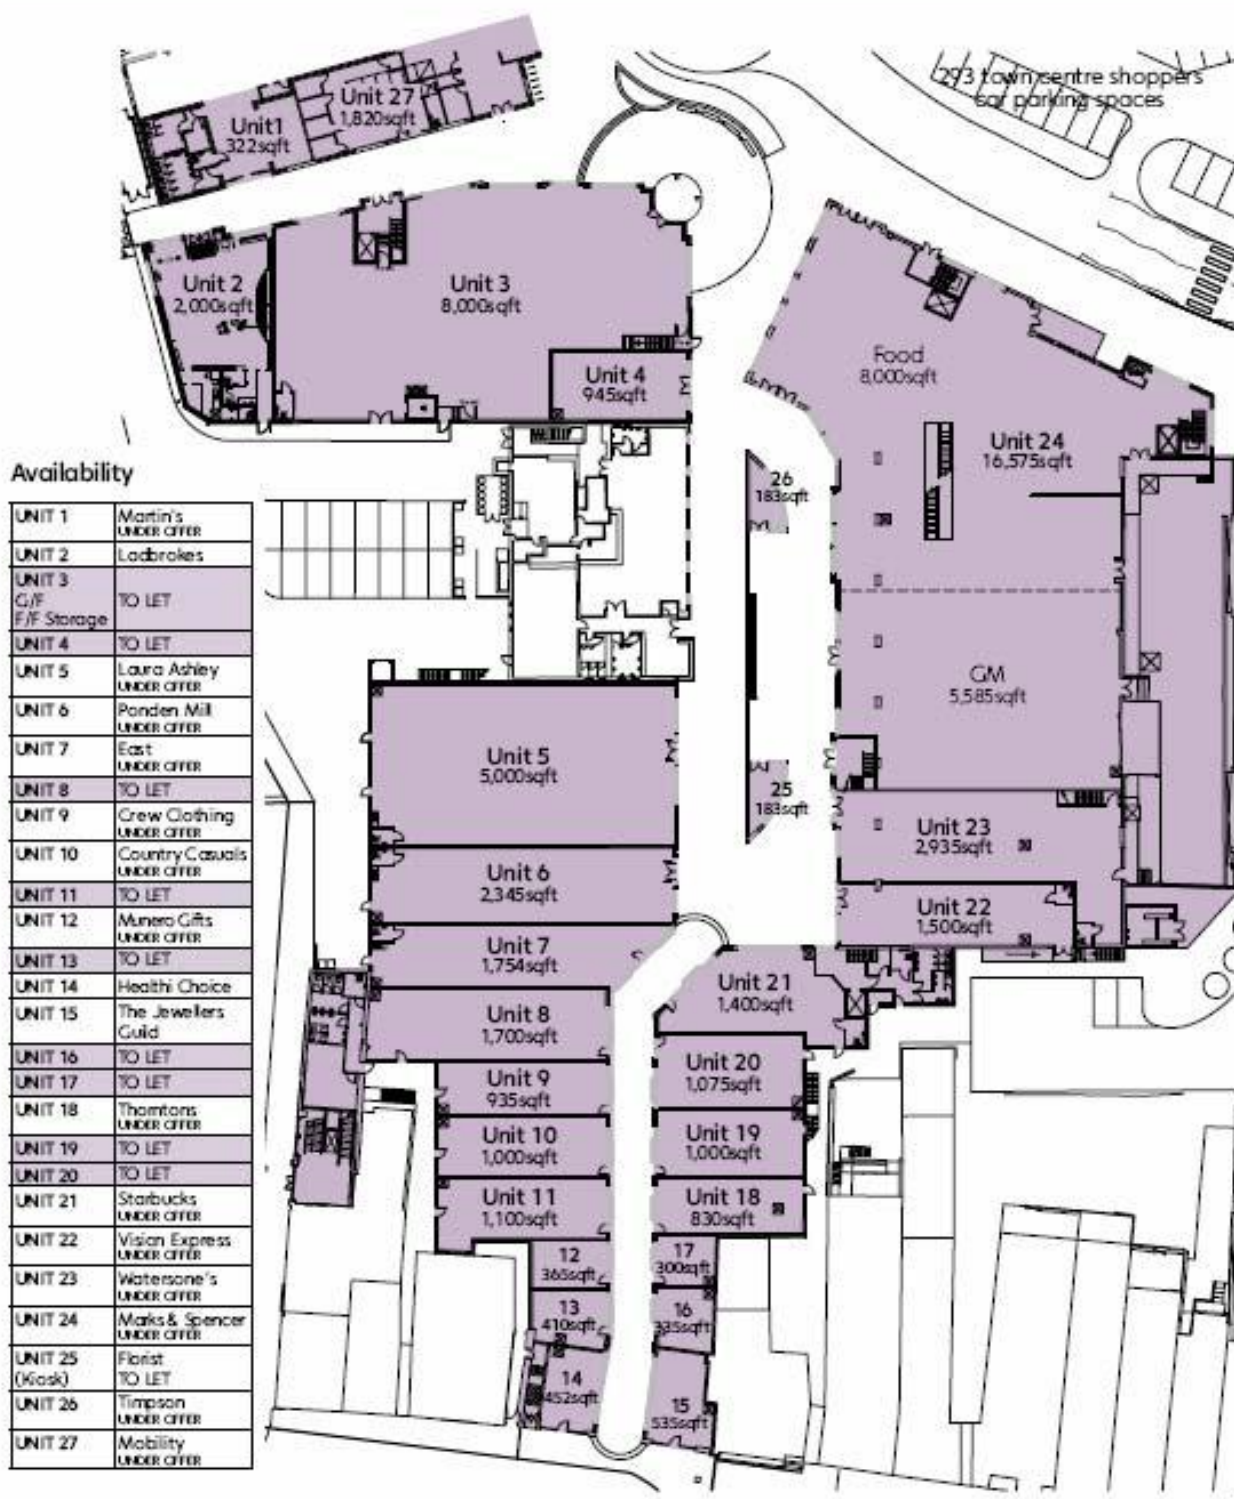 293 town centre shoppers
car parking spaces
Unit 27
1,820sqft
Unit1
322sqft
Unit 2
2,000sqft
Unit 3
8,000sqft
Unit 4
945sqft
Food
8,000sqft
Unit 24
16,575sqft
26
183sqft
GM
5,585sqft
Unit 5
5,000sqft
25
183sqft
Unit 23
2,935sqft
Unit 6
2,345sqft
Unit 22
1,500sqft
Unit 7
1,754sqft
Unit 21
1,400sqft
Unit 8
1,700sqft
Unit 20
1,075sqft
Unit 9
935sqft
Unit 10
1,000sqft
Unit 19
1,000sqft
Unit 11
1,100sqft
Unit 18
830sqft
12
365sqft
17
300sqft
13
410sqft
16
335sqft
14
452sqft
15
535sqft
Availability
UNIT 1 Martin's
UNDER OFFER
UNIT 2 Ladbrokes
UNIT 3
G/F TO LET
F/F Storage
UNIT 4 TO LET
UNIT 5 Laura Ashley
UNDER OFFER
UNIT 6 Ponden Mill
UNDER OFFER
UNIT 7 East
UNDER OFFER
UNIT 8 TO LET
UNIT 9 Crew Clothing
UNDER OFFER
UNIT 10 Country Casuals
UNDER OFFER
UNIT 11 TO LET
UNIT 12 Munero Gifts
UNDER OFFER
UNIT 13 TO LET
UNIT 14 Healthi Choice
UNIT 15 The Jewellers
Guild
UNIT 16 TO LET
UNIT 17 TO LET
UNIT 18 Thorntons
UNDER OFFER
UNIT 19 TO LET
UNIT 20 TO LET
UNIT 21 Starbucks
UNDER OFFER
UNIT 22 Vision Express
UNDER OFFER
UNIT 23 Waterstone's
UNDER OFFER
UNIT 24 Marks & Spencer
UNDER OFFER
UNIT 25 Florist
(Kiosk) TO LET
UNIT 26 Timpson
UNDER OFFER
UNIT 27 Mobility
UNDER OFFER